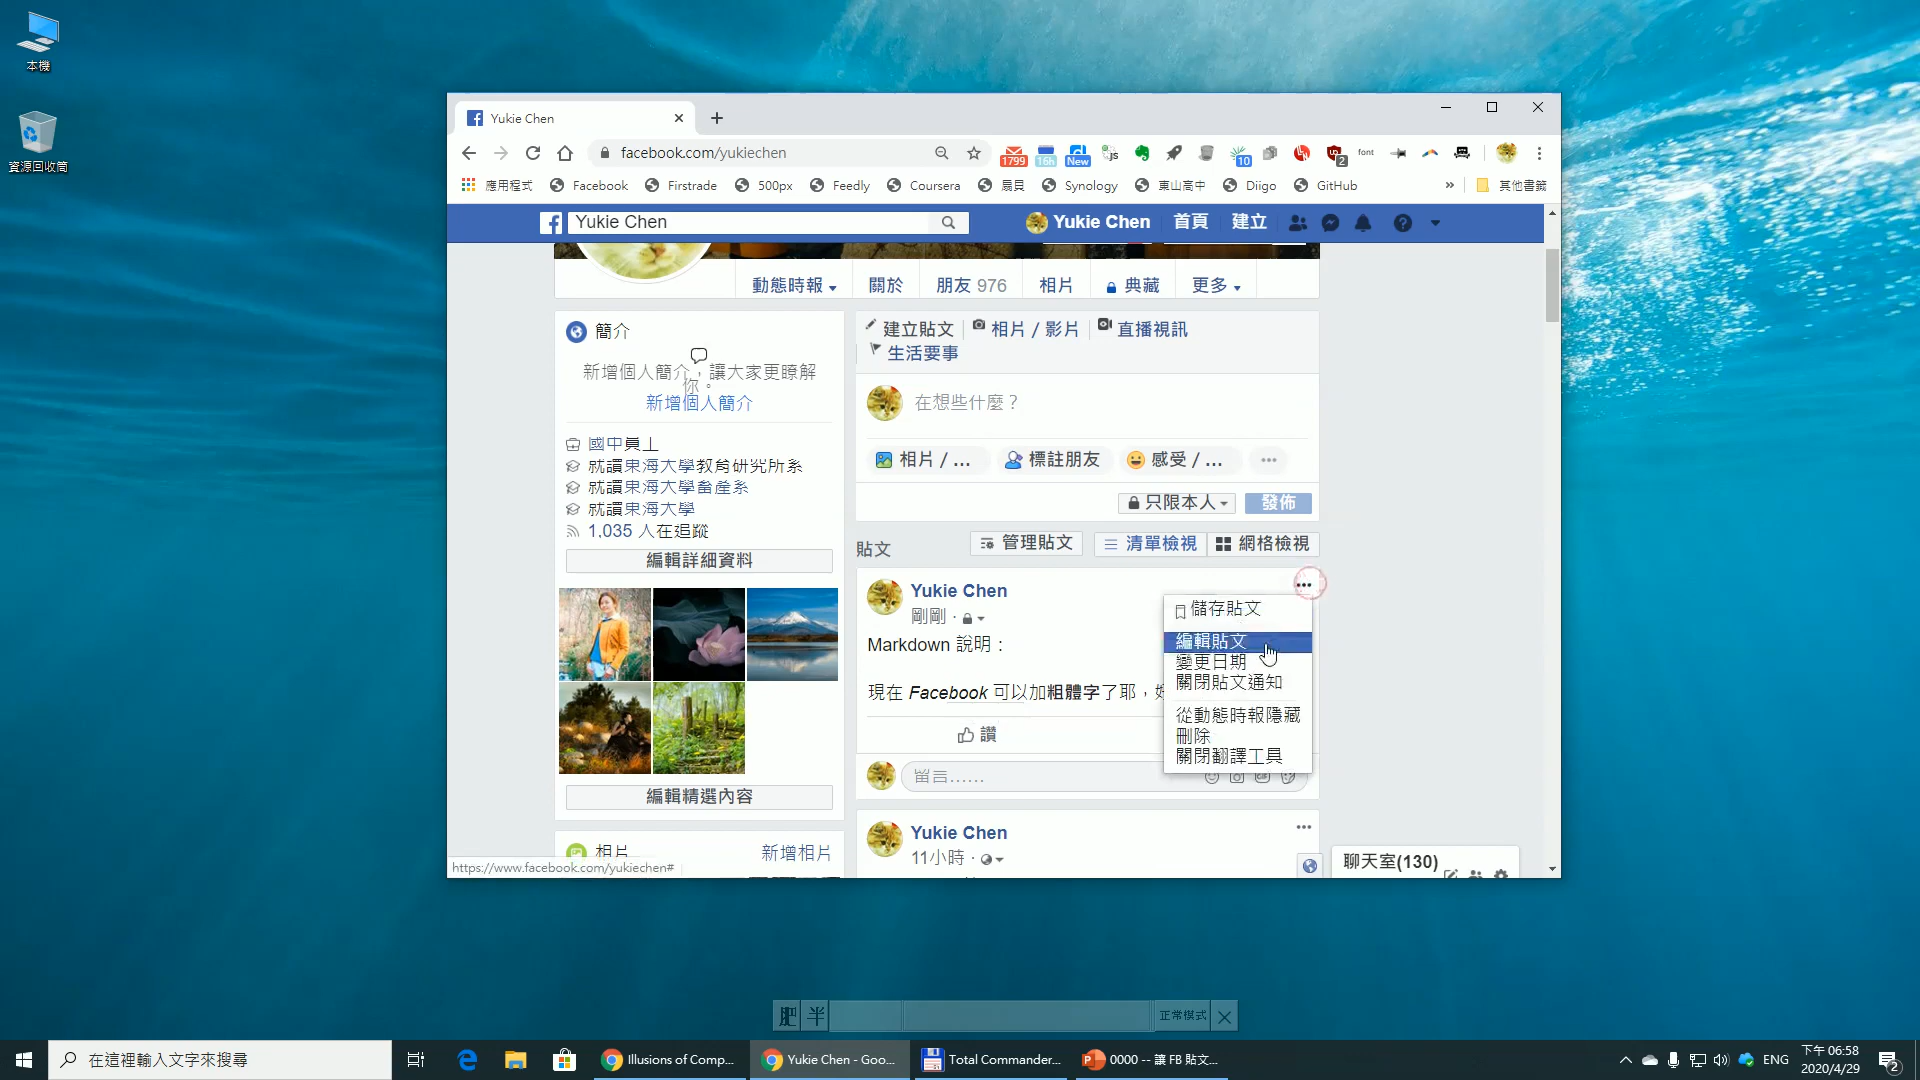 本機
資源回收筒
Yukie Chen
facebook.com/yukiechen
1799
16h
New
js
10
2
font
應用程式
Facebook
Firstrade
500px
Feedly
Coursera
扇貝
Synology
東山高中
Diigo
GitHub
»
其他書籤
Yukie Chen
Yukie Chen
首頁
建立
動態時報
關於
朋友 976
相片
典藏
更多
簡介
新增個人簡介，讓大家更瞭解
你。
新增個人簡介
國中員工
就讀東海大學教育研究所系
就讀東海大學畜產系
就讀東海大學
1,035 人在追蹤
編輯詳細資料
編輯精選內容
相片
新增相片
https://www.facebook.com/yukiechen#
建立貼文
相片 / 影片
直播視訊
生活要事
在想些什麼？
相片 / ...
標註朋友
感受 / ...
只限本人
發佈
貼文
管理貼文
清單檢視
網格檢視
Yukie Chen
剛剛 ·
Markdown 說明：
現在 Facebook 可以加粗體字了耶，
讚
留言......
儲存貼文
編輯貼文
變更日期
關閉貼文通知
從動態時報隱藏
刪除
關閉翻譯工具
Yukie Chen
11小時 ·
聊天室(130)
肥
半
正常模式
在這裡輸入文字來搜尋
Illusions of Comp...
Yukie Chen - Goo...
Total Commander...
0000 -- 讓 FB 貼文...
ENG
下午 06:58
2020/4/29
2